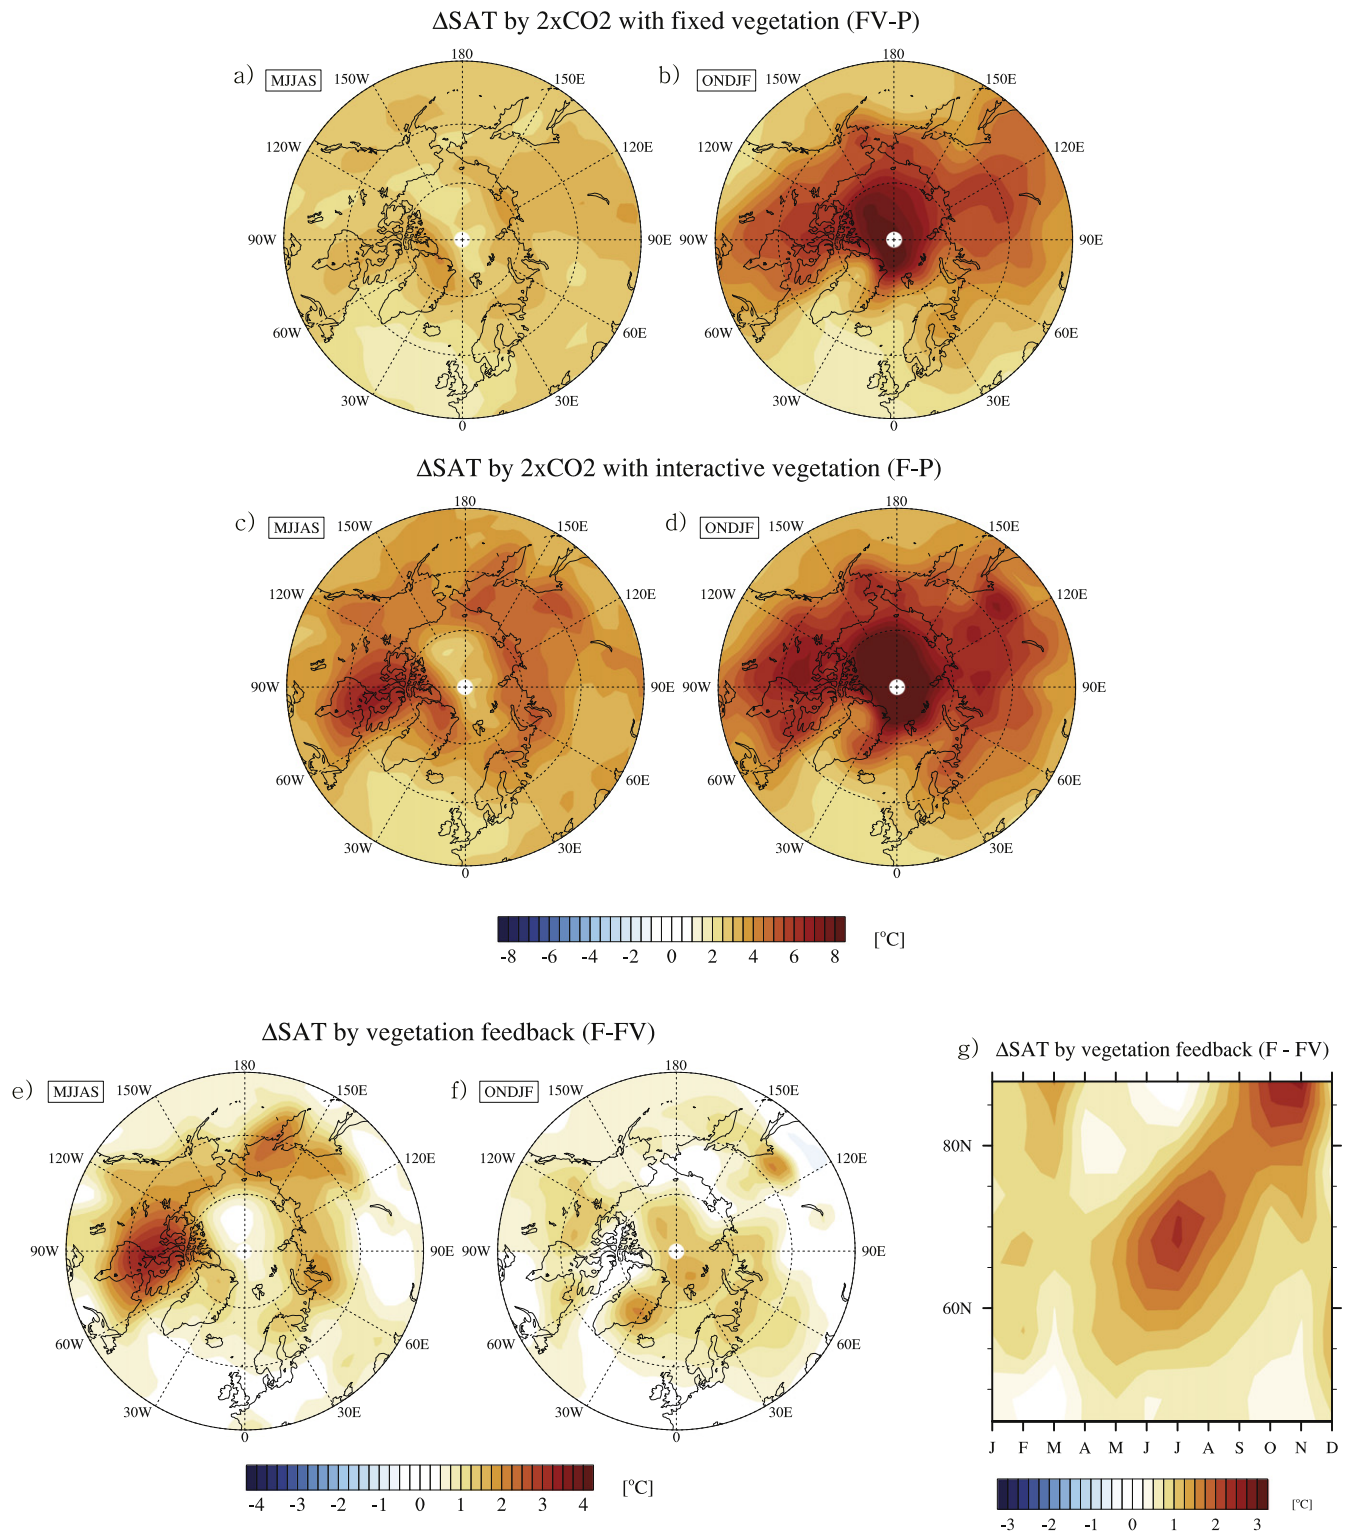 ΔSAT by 2xCO2 with fixed vegetation (FV-P)
a) MJJAS
180
150W 150E
120W 120E
90W 90E
60W 60E
30W 30E
0
b) ONDJF
180
150W 150E
120W 120E
90W 90E
60W 60E
30W 30E
0
ΔSAT by 2xCO2 with interactive vegetation (F-P)
c) MJJAS
180
150W 150E
120W 120E
90W 90E
60W 60E
30W 30E
0
d) ONDJF
180
150W 150E
120W 120E
90W 90E
60W 60E
30W 30E
0
-8 -6 -4 -2 0 2 4 6 8 [°C]
ΔSAT by vegetation feedback (F-FV)
e) MJJAS
180
150W 150E
120W 120E
90W 90E
60W 60E
30W 30E
0
f) ONDJF
180
150W 150E
120W 120E
90W 90E
60W 60E
30W 30E
0
-4 -3 -2 -1 0 1 2 3 4 [°C]
g) ΔSAT by vegetation feedback (F - FV)
80N
60N
J F M A M J J A S O N D
-3 -2 -1 0 1 2 3 [°C]